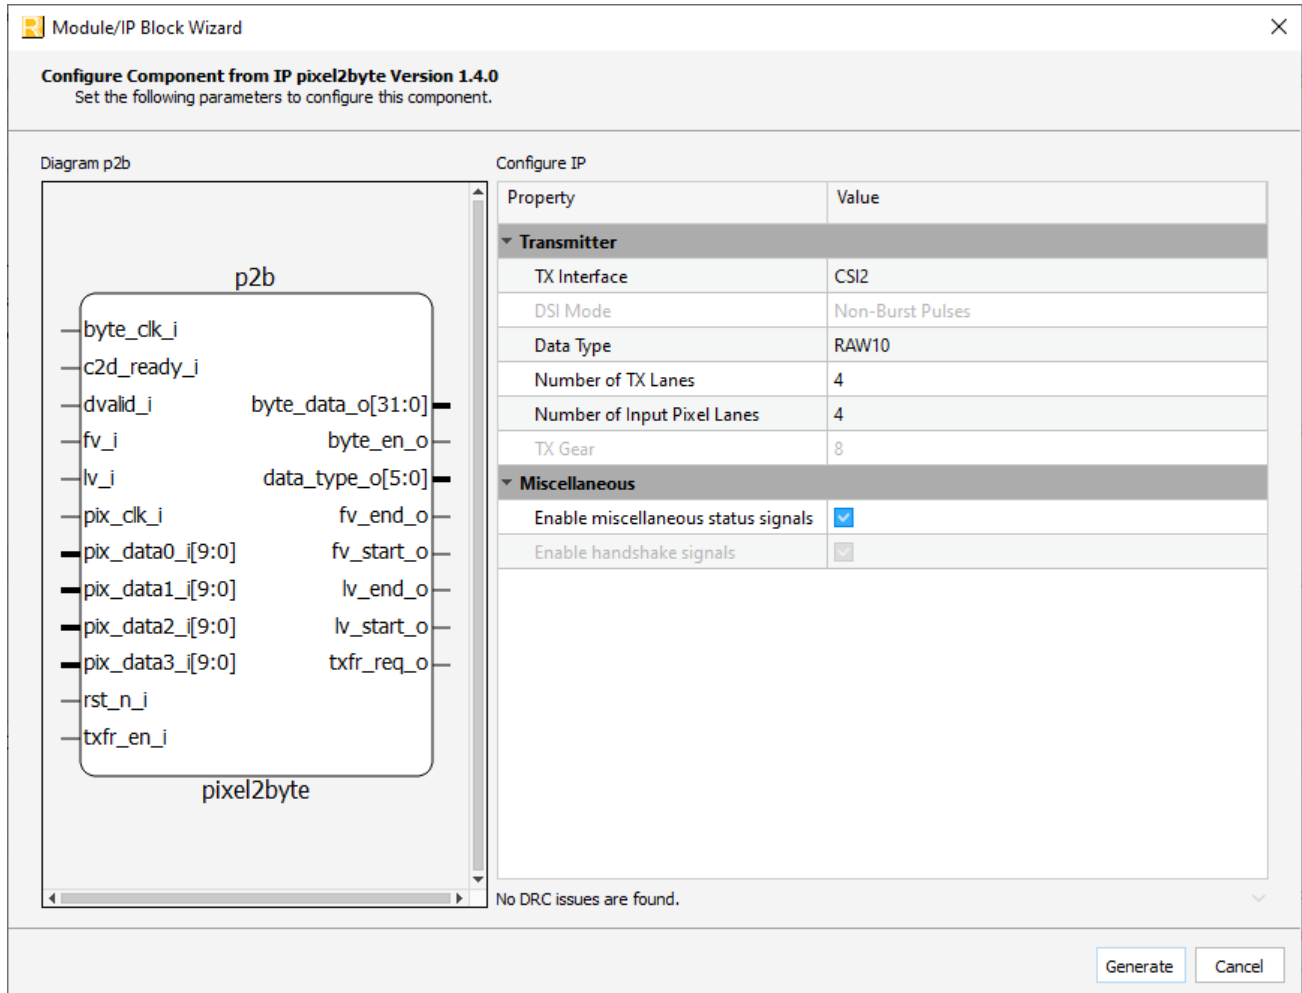 Module/IP Block Wizard
Configure Component from IP pixel2byte Version 1.4.0
Set the following parameters to configure this component.
Diagram p2b
p2b
byte_clk_i
c2d_ready_i
dvalid_i byte_data_o[31:0]
fv_i byte_en_o
lv_i data_type_o[5:0]
pix_clk_i fv_end_o
pix_data0_i[9:0] fv_start_o
pix_data1_i[9:0] lv_end_o
pix_data2_i[9:0] lv_start_o
pix_data3_i[9:0] txfr_req_o
rst_n_i
txfr_en_i
pixel2byte
Configure IP
Property Value
Transmitter
TX Interface CSI2
DSI Mode Non-Burst Pulses
Data Type RAW10
Number of TX Lanes 4
Number of Input Pixel Lanes 4
TX Gear 8
Miscellaneous
Enable miscellaneous status signals
Enable handshake signals
No DRC issues are found.
Generate Cancel